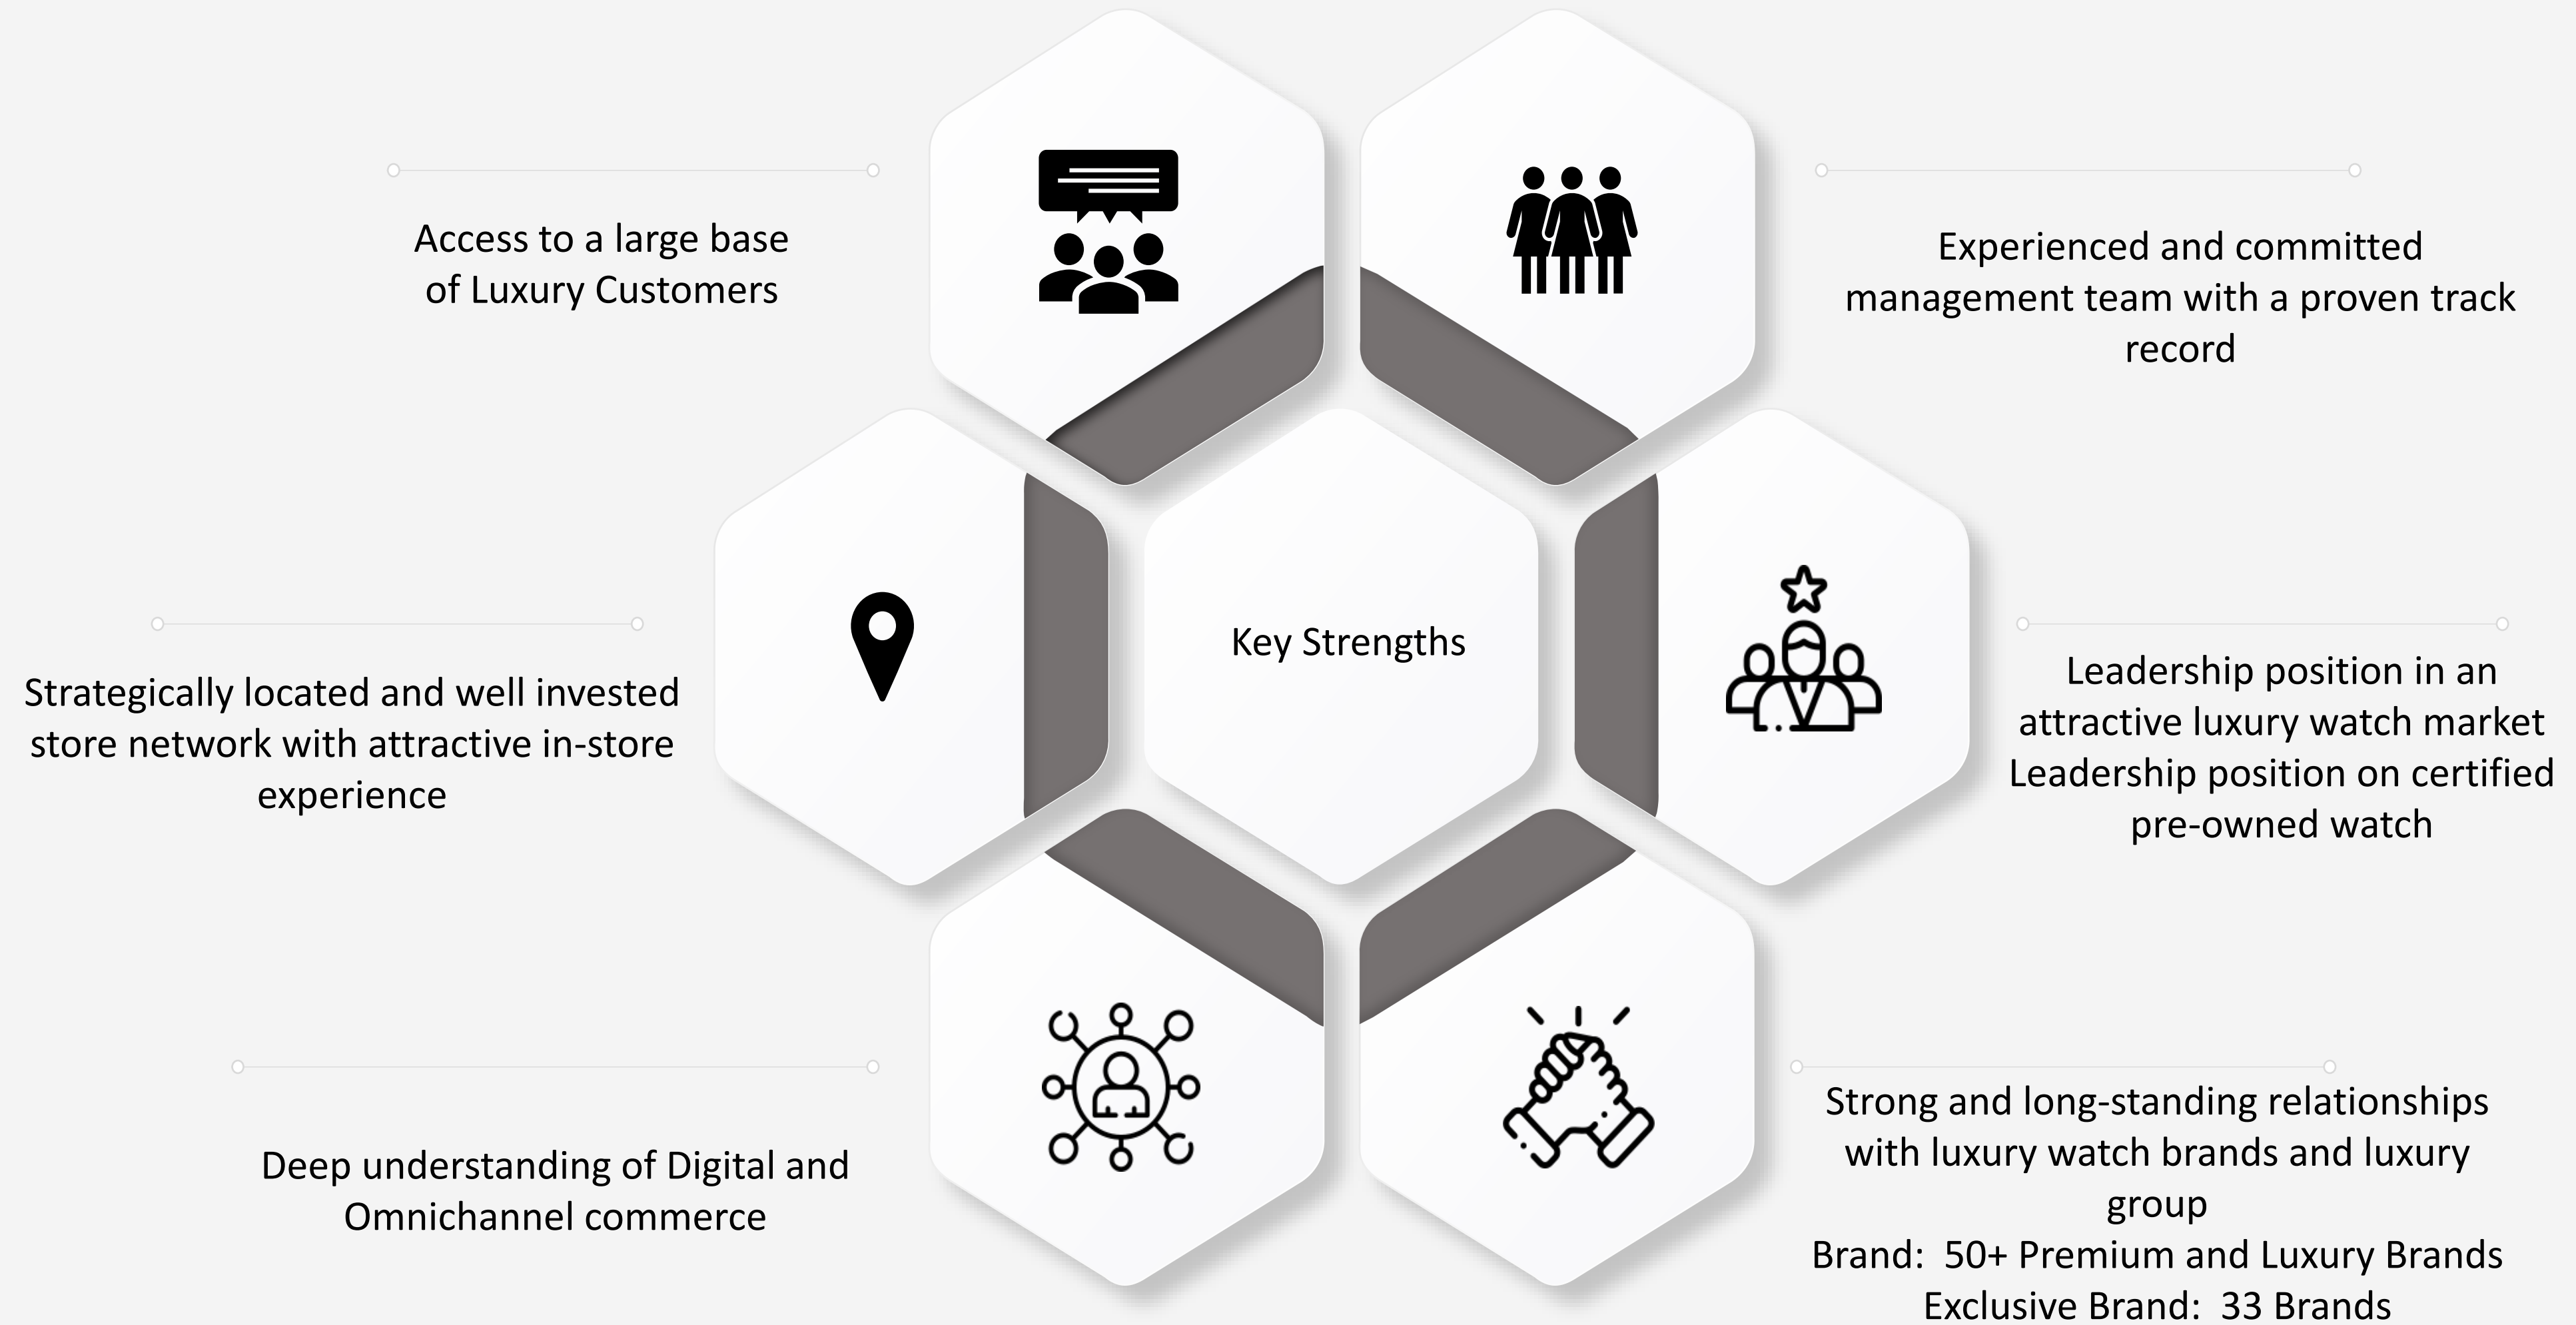 Access to a large base
of Luxury Customers
Experienced and committed
management team with a proven track
record
Key Strengths
Strategically located and well invested
store network with attractive in-store
experience
Leadership position in an
attractive luxury watch market
Leadership position on certified
pre-owned watch
Deep understanding of Digital and
Omnichannel commerce
Strong and long-standing relationships
with luxury watch brands and luxury
group
Brand:  50+ Premium and Luxury Brands
Exclusive Brand:  33 Brands